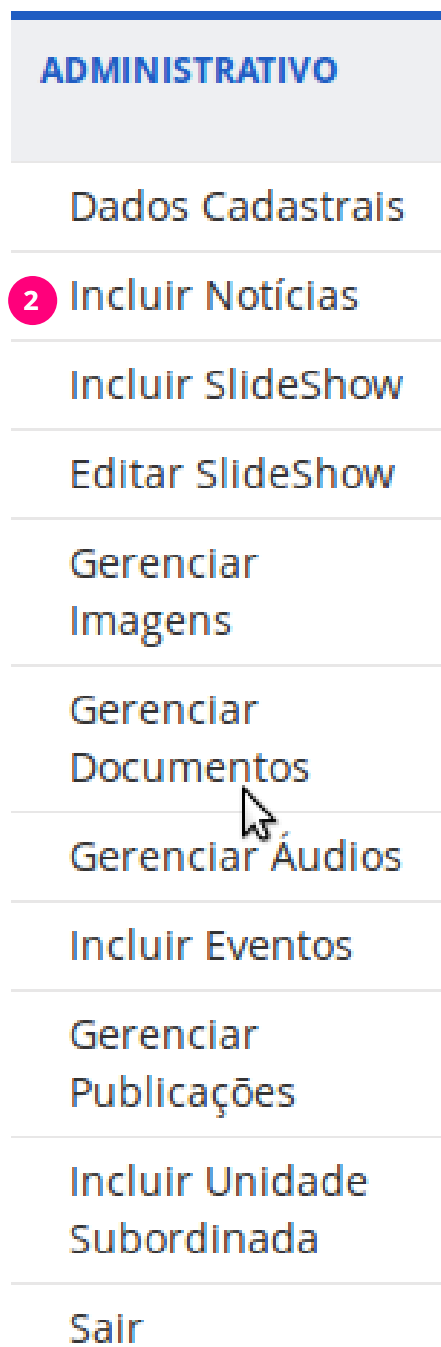 ADMINISTRATIVO
Dados Cadastrais
2 Incluir Notícias
Incluir SlideShow
Editar SlideShow
Gerenciar
Imagens
Gerenciar
Documentos
Gerenciar Áudios
Incluir Eventos
Gerenciar
Publicações
Incluir Unidade
Subordinada
Sair